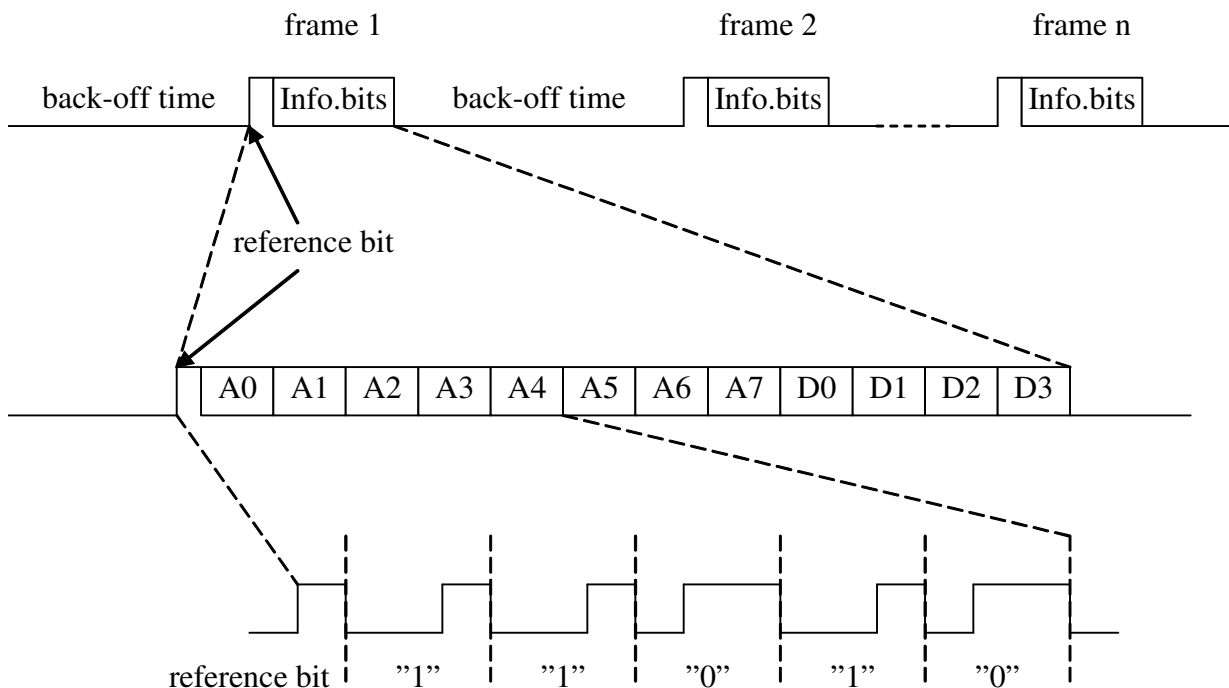 frame 1 frame 2 frame n
back-off time Info.bits back-off time Info.bits Info.bits
reference bit
A0 A1 A2 A3 A4 A5 A6 A7 D0 D1 D2 D3
reference bit ”1” ”1” ”0” ”1” ”0”